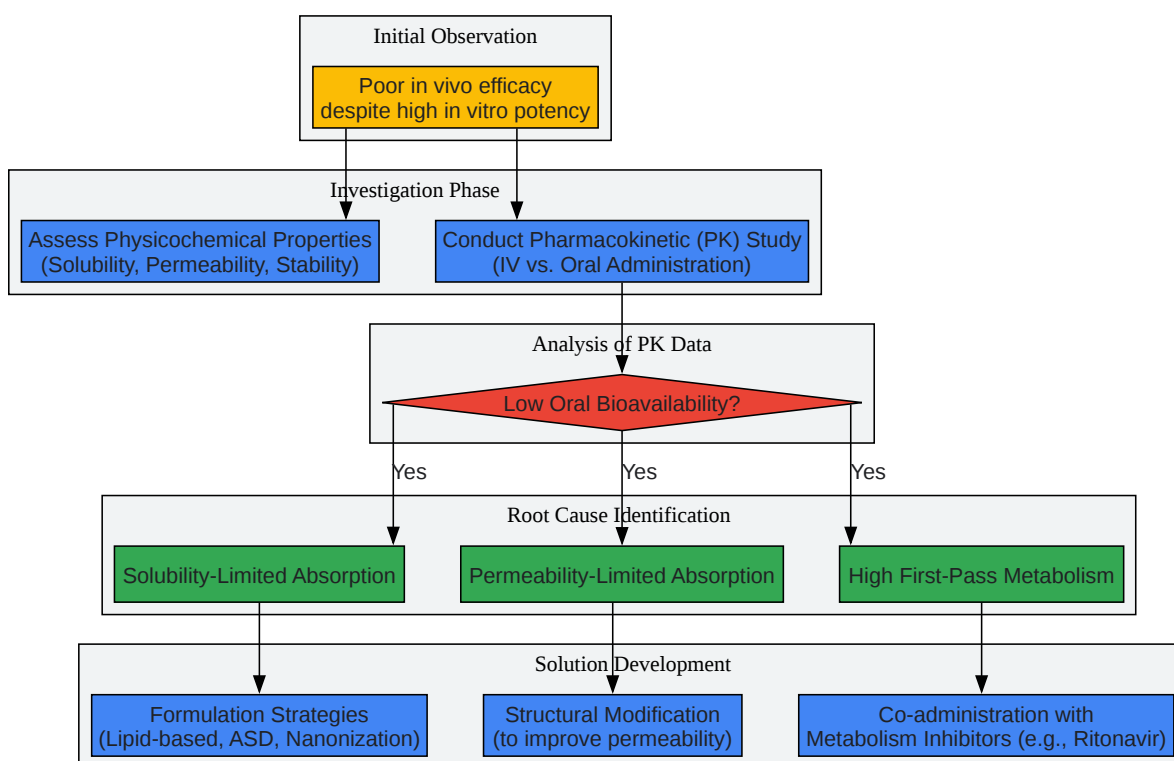 Initial Observation
Poor in vivo efficacy
despite high in vitro potency
Investigation Phase
Assess Physicochemical Properties
(Solubility, Permeability, Stability)
Conduct Pharmacokinetic (PK) Study
(IV vs. Oral Administration)
Analysis of PK Data
Low Oral Bioavailability?
Yes
Yes
Yes
Root Cause Identification
Solubility-Limited Absorption
Permeability-Limited Absorption
High First-Pass Metabolism
Solution Development
Formulation Strategies
(Lipid-based, ASD, Nanonization)
Structural Modification
(to improve permeability)
Co-administration with
Metabolism Inhibitors (e.g., Ritonavir)